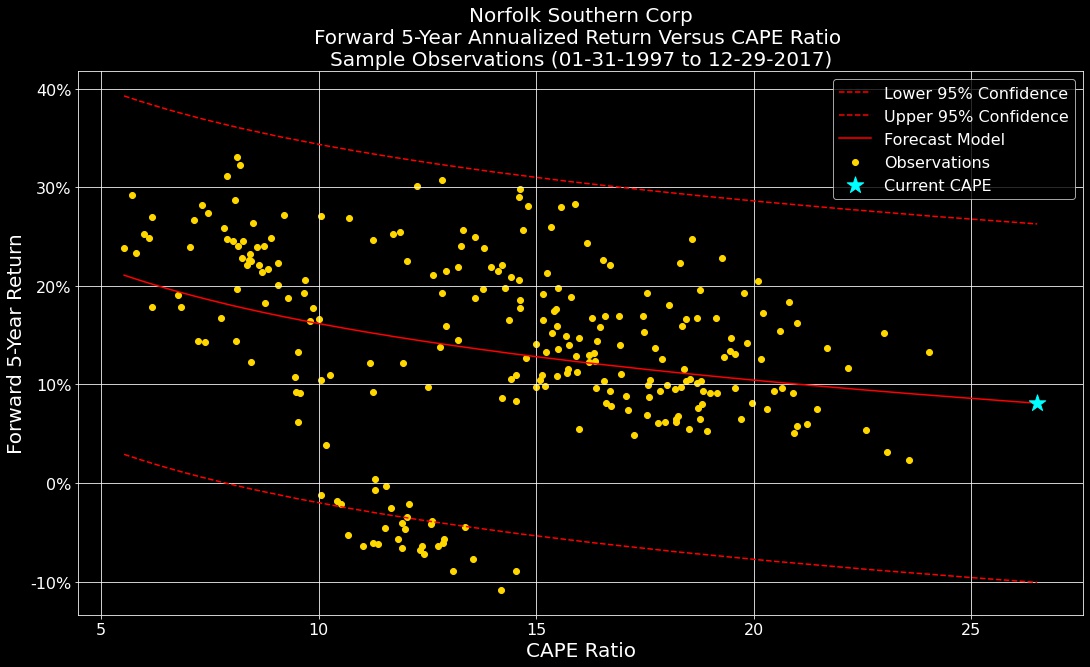 Norfolk Southern Corp
Forward 5-Year Annualized Return Versus CAPE Ratio
Sample Observations (01-31-1997 to 12-29-2017)
Lower 95% Confidence
Upper 95% Confidence
Forecast Model
Observations
Current CAPE
Forward 5-Year Return
40%
30%
20%
10%
0%
-10%
5
10
15
20
25
CAPE Ratio